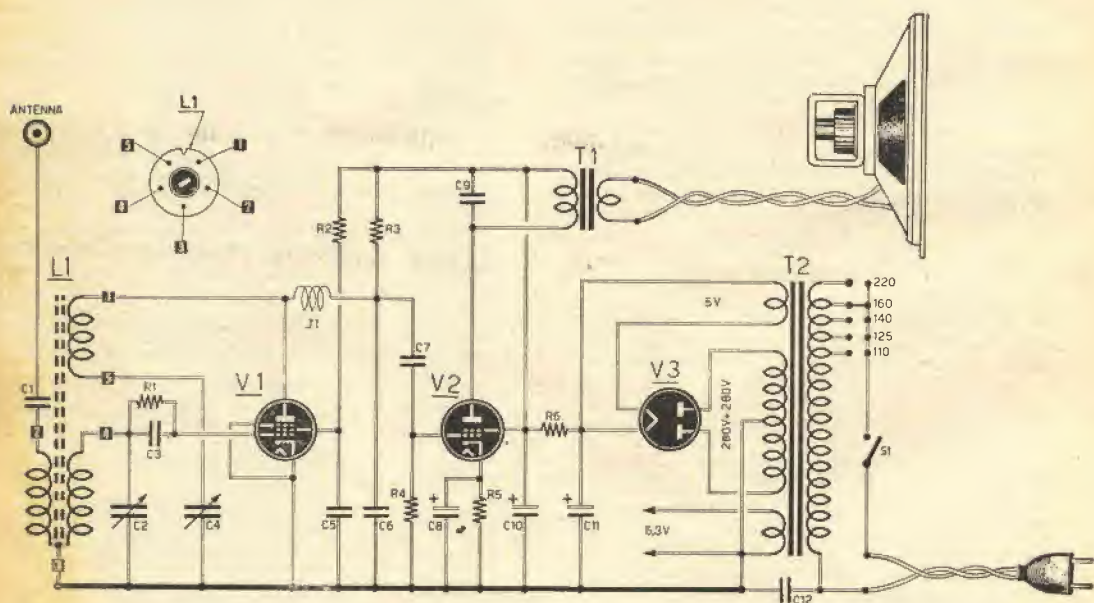 ANTENNA
L1
5
1
4
2
3
T1
C9
R2
R3
L1
T2
220
160
140
125
110
1
5V
J1
C7
V3
5
V1
V2
C1
R1
280V+280V
R6
2
4
S1
C3
R4
R5
C2
C4
C5
C6
C8
+
C10
+
C11
+
6,3V
C12